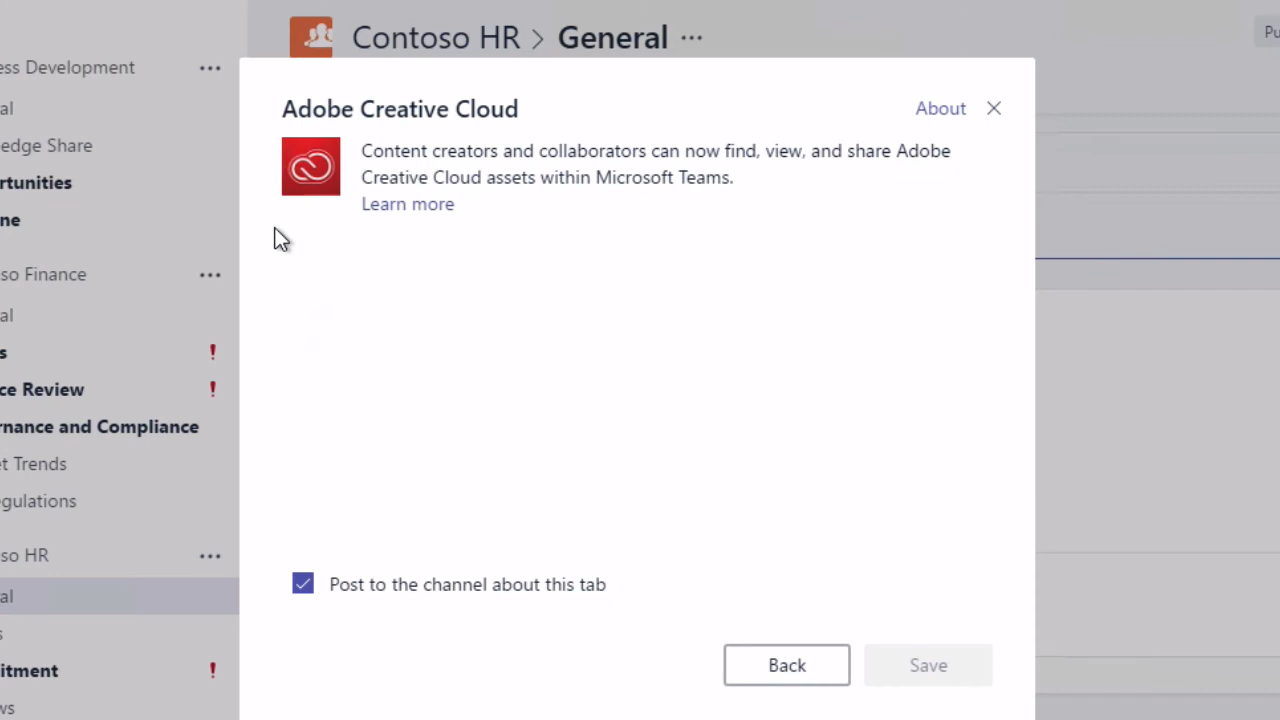 Contoso HR > General ...
Pu
ess Development ...
al
edge Share
rtunities
ne
so Finance ...
al
s !
ce Review !
rnance and Compliance
et Trends
egulations
so HR ...
al
s
itment !
ws
Adobe Creative Cloud
About
Content creators and collaborators can now find, view, and share Adobe
Creative Cloud assets within Microsoft Teams.
Learn more
Post to the channel about this tab
Back
Save